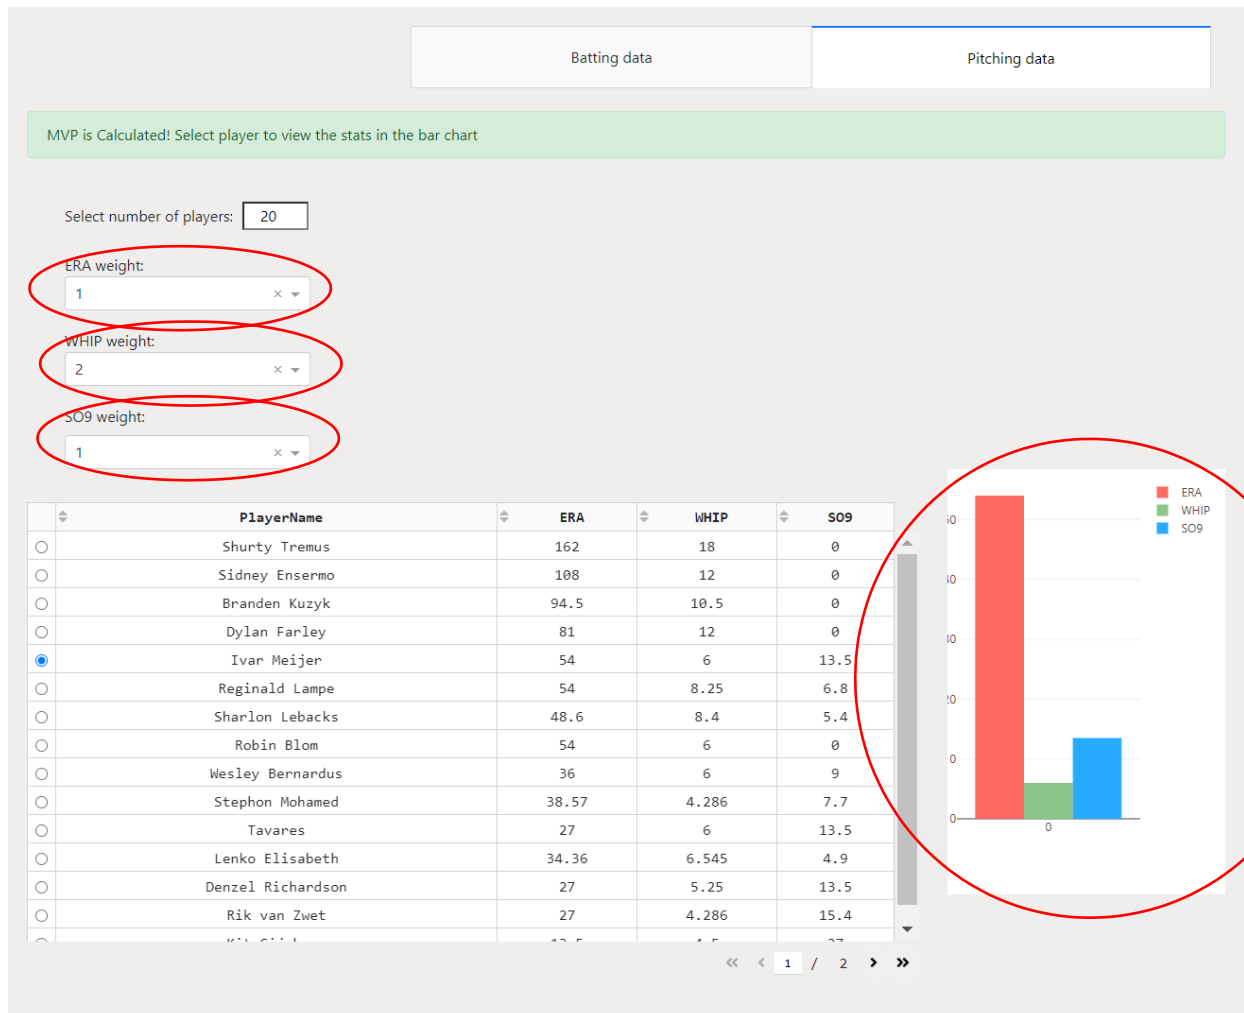 Batting data
Pitching data
MVP is Calculated! Select player to view the stats in the bar chart
Select number of players: 20
ERA weight:
1
WHIP weight:
2
SO9 weight:
1
PlayerName ERA WHIP SO9
Shurty Tremus 162 18 0
Sidney Ensermo 108 12 0
Branden Kuzyk 94.5 10.5 0
Dylan Farley 81 12 0
Ivar Meijer 54 6 13.5
Reginald Lampe 54 8.25 6.8
Sharlon Lebacks 48.6 8.4 5.4
Robin Blom 54 6 0
Wesley Bernardus 36 6 9
Stephon Mohamed 38.57 4.286 7.7
Tavares 27 6 13.5
Lenko Elisabeth 34.36 6.545 4.9
Denzel Richardson 27 5.25 13.5
Rik van Zwet 27 4.286 15.4
1 / 2
ERA
WHIP
SO9
50
40
30
20
0
0
0